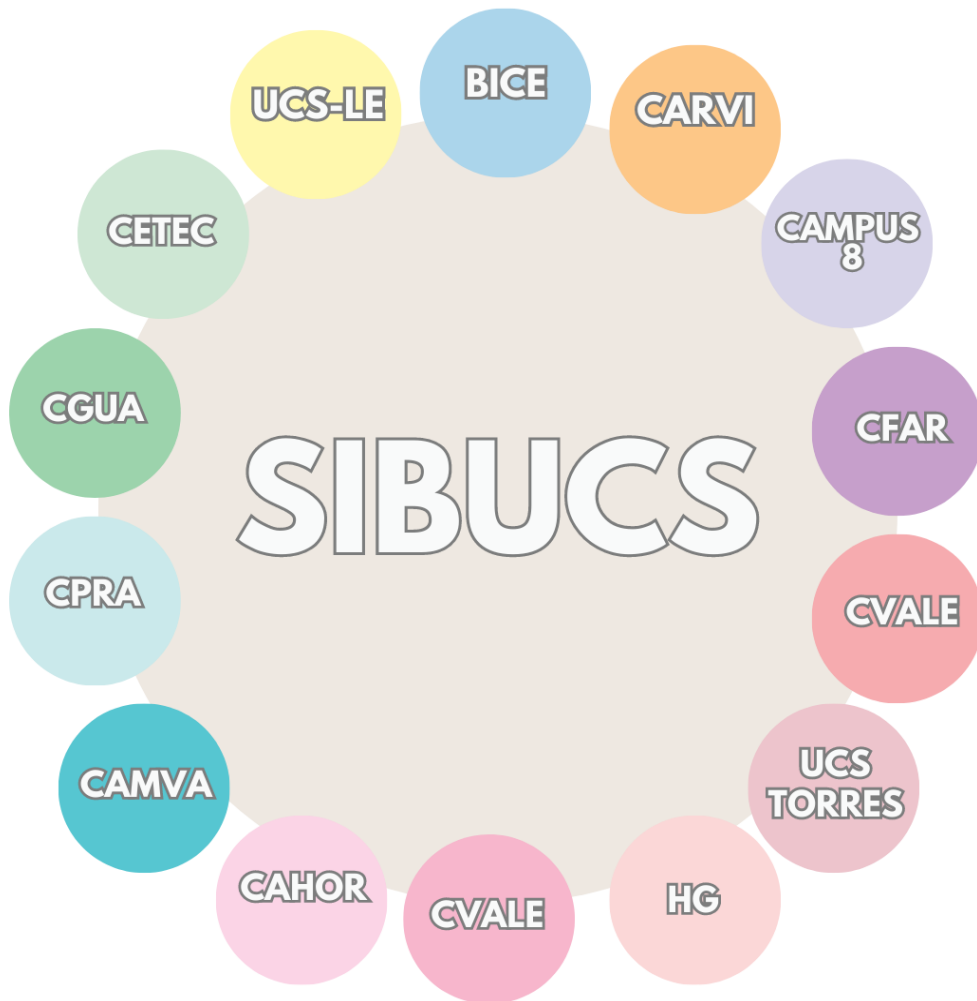 BICE
UCS-LE
CARVI
CAMPUS
8
CETEC
CGUA
CFAR
SIBUCS
CPRA
CVALE
CAMVA
UCS
TORRES
CAHOR
CVALE
HG